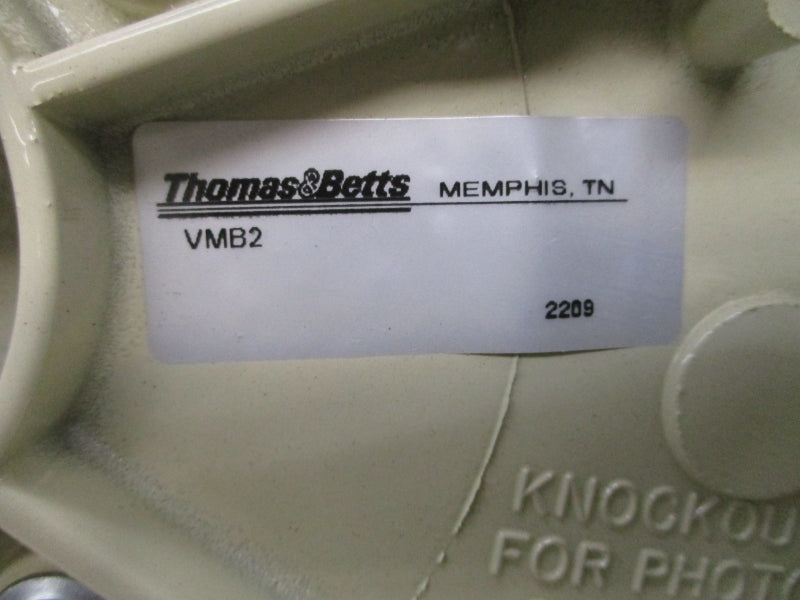 Thomas&Betts MEMPHIS, TN
VMB2
2209
KNOCKOU
FOR PHOTO